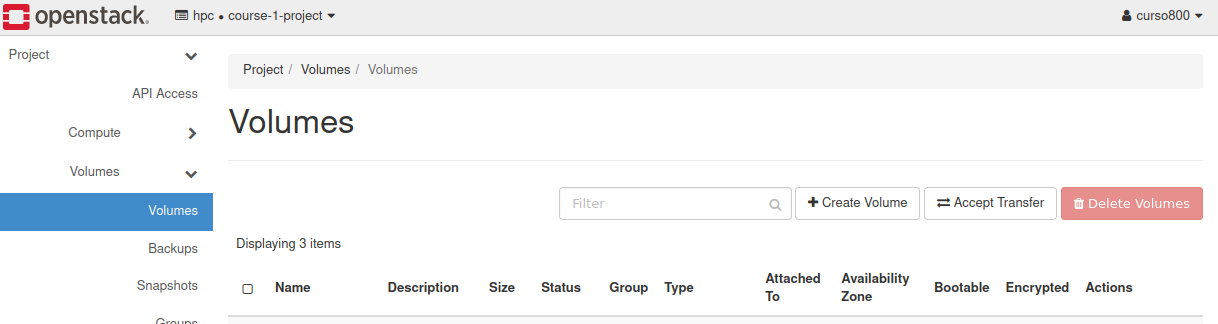 openstack. hpc • course-1-project curso800
Project
API Access
Compute
Volumes
Volumes
Backups
Snapshots
Groups
Project / Volumes / Volumes
Volumes
Filter Create Volume Accept Transfer Delete Volumes
Displaying 3 items
Name Description Size Status Group Type Attached To Availability Zone Bootable Encrypted Actions